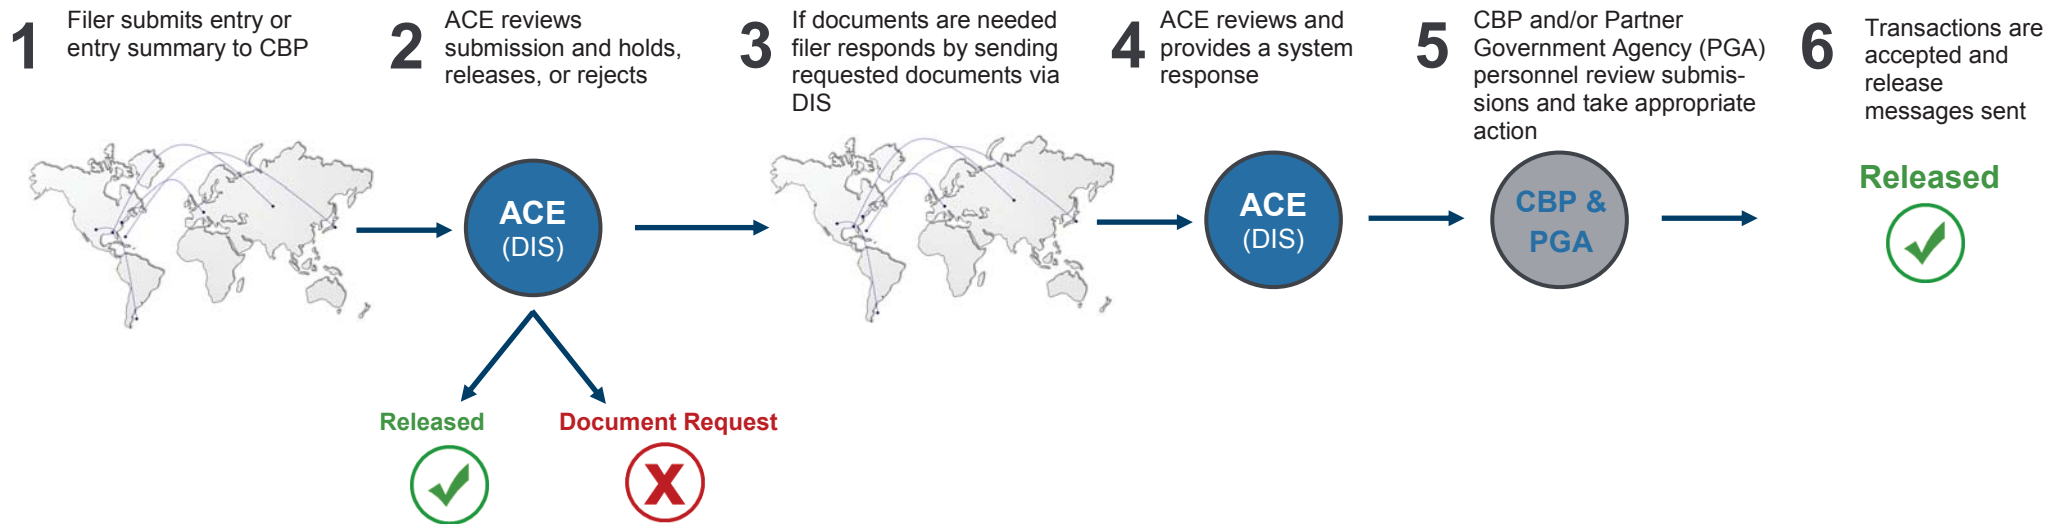 1
Filer submits entry or
entry summary to CBP
2
ACE reviews
submission and holds,
releases, or rejects
3
If documents are needed
filer responds by sending
requested documents via
DIS
4
ACE reviews and
provides a system
response
5
CBP and/or Partner
Government Agency (PGA)
personnel review submis-
sions and take appropriate
action
6
Transactions are
accepted and
release
messages sent
ACE
(DIS)
ACE
(DIS)
CBP &
PGA
Released
Released
Document Request
X